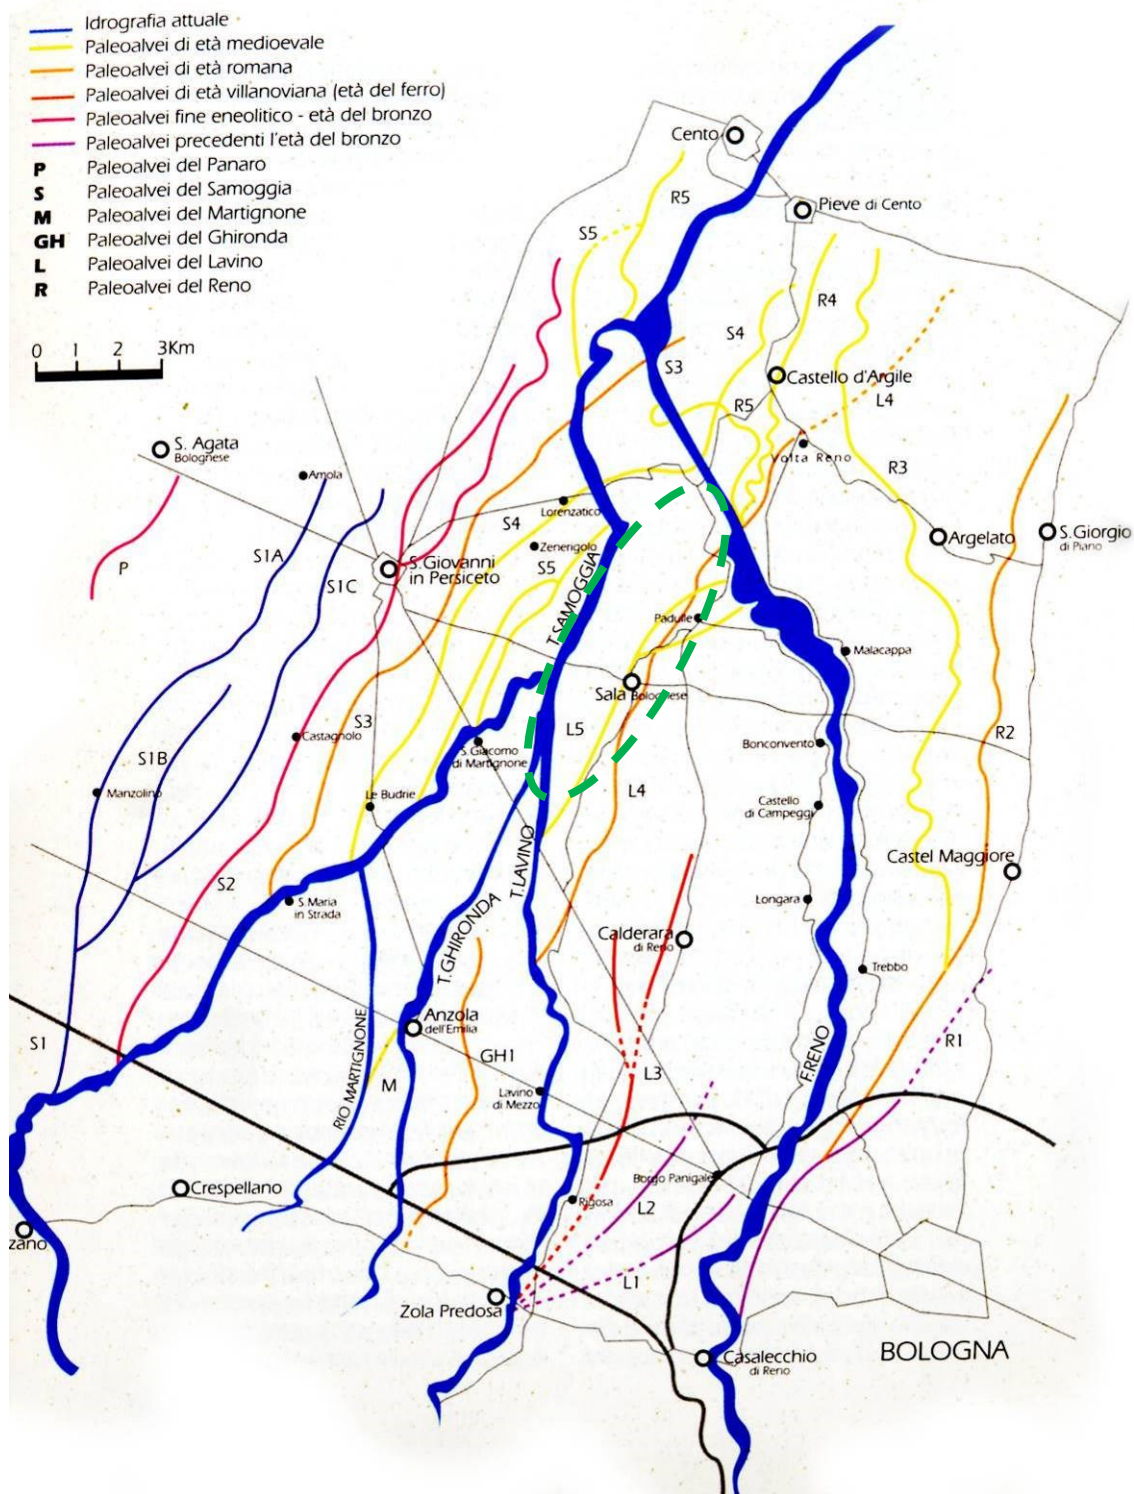 Idrografia attuale
Paleoalvei di età medioevale
Paleoalvei di età romana
Paleoalvei di età villanoviana (età del ferro)
Paleoalvei fine eneolitico - età del bronzo
Paleoalvei precedenti l'età del bronzo
P Paleoalvei del Panaro
S Paleoalvei del Samoggia
M Paleoalvei del Martignone
GH Paleoalvei del Ghironda
L Paleoalvei del Lavino
R Paleoalvei del Reno
0 1 2 3Km
Cento
R5
Pieve di Cento
S5
R4
S4
S3
Castello d'Argile
L4
R5
S. Agata
Bolognese
Amola
Volta Reno
R3
Lorenzatico
S4
Argelato
S.Giorgio
di Piano
Zenerigolo
S1A
P
S.Giovanni
in Persiceto
S5
S1C
T.SAMOGGIA
Padulle
Malacappa
Sala Bolognese
S3
L5
R2
Castagnolo
S.Giacomo
di Martignone
Bonconvento
S1B
Manzolino
Le Budrie
L4
Castello
di Campeggi
T.LAVINO
Castel Maggiore
S2
S.Maria
in Strada
Longara
T.GHIRONDA
Calderara
di Reno
Trebbo
Anzola
dell'Emilia
S1
RIO MARTIGNONE
GH1
F.RENO
R1
M
L3
Lavino
di Mezzo
Borgo Panigale
Crespellano
Rigosa
L2
zano
L1
Zola Predosa
BOLOGNA
Casalecchio
di Reno